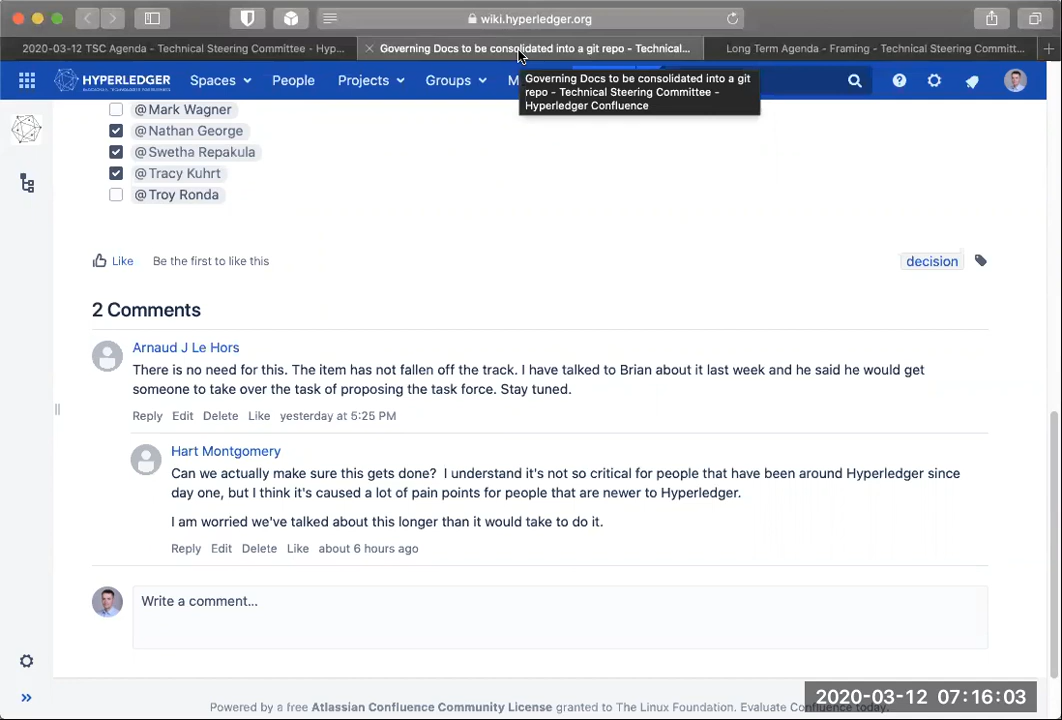 wiki.hyperledger.org
2020-03-12 TSC Agenda - Technical Steering Committee - Hyp...
Governing Docs to be consolidated into a git repo - Technical...
Long Term Agenda - Framing - Technical Steering Committ...
HYPERLEDGER
Spaces
People
Projects
Groups
M
Governing Docs to be consolidated into a git
repo - Technical Steering Committee -
Hyperledger Confluence
@Mark Wagner
@Nathan George
@Swetha Repakula
@Tracy Kuhrt
@Troy Ronda
Like Be the first to like this
decision
2 Comments
Arnaud J Le Hors
There is no need for this. The item has not fallen off the track. I have talked to Brian about it last week and he said he would get
someone to take over the task of proposing the task force. Stay tuned.
Reply Edit Delete Like yesterday at 5:25 PM
Hart Montgomery
Can we actually make sure this gets done? I understand it's not so critical for people that have been around Hyperledger since
day one, but I think it's caused a lot of pain points for people that are newer to Hyperledger.
I am worried we've talked about this longer than it would take to do it.
Reply Edit Delete Like about 6 hours ago
Write a comment...
Powered by a free Atlassian Confluence Community License granted to The Linux Foundation. Evaluate Confluence today.
2020-03-12 07:16:03